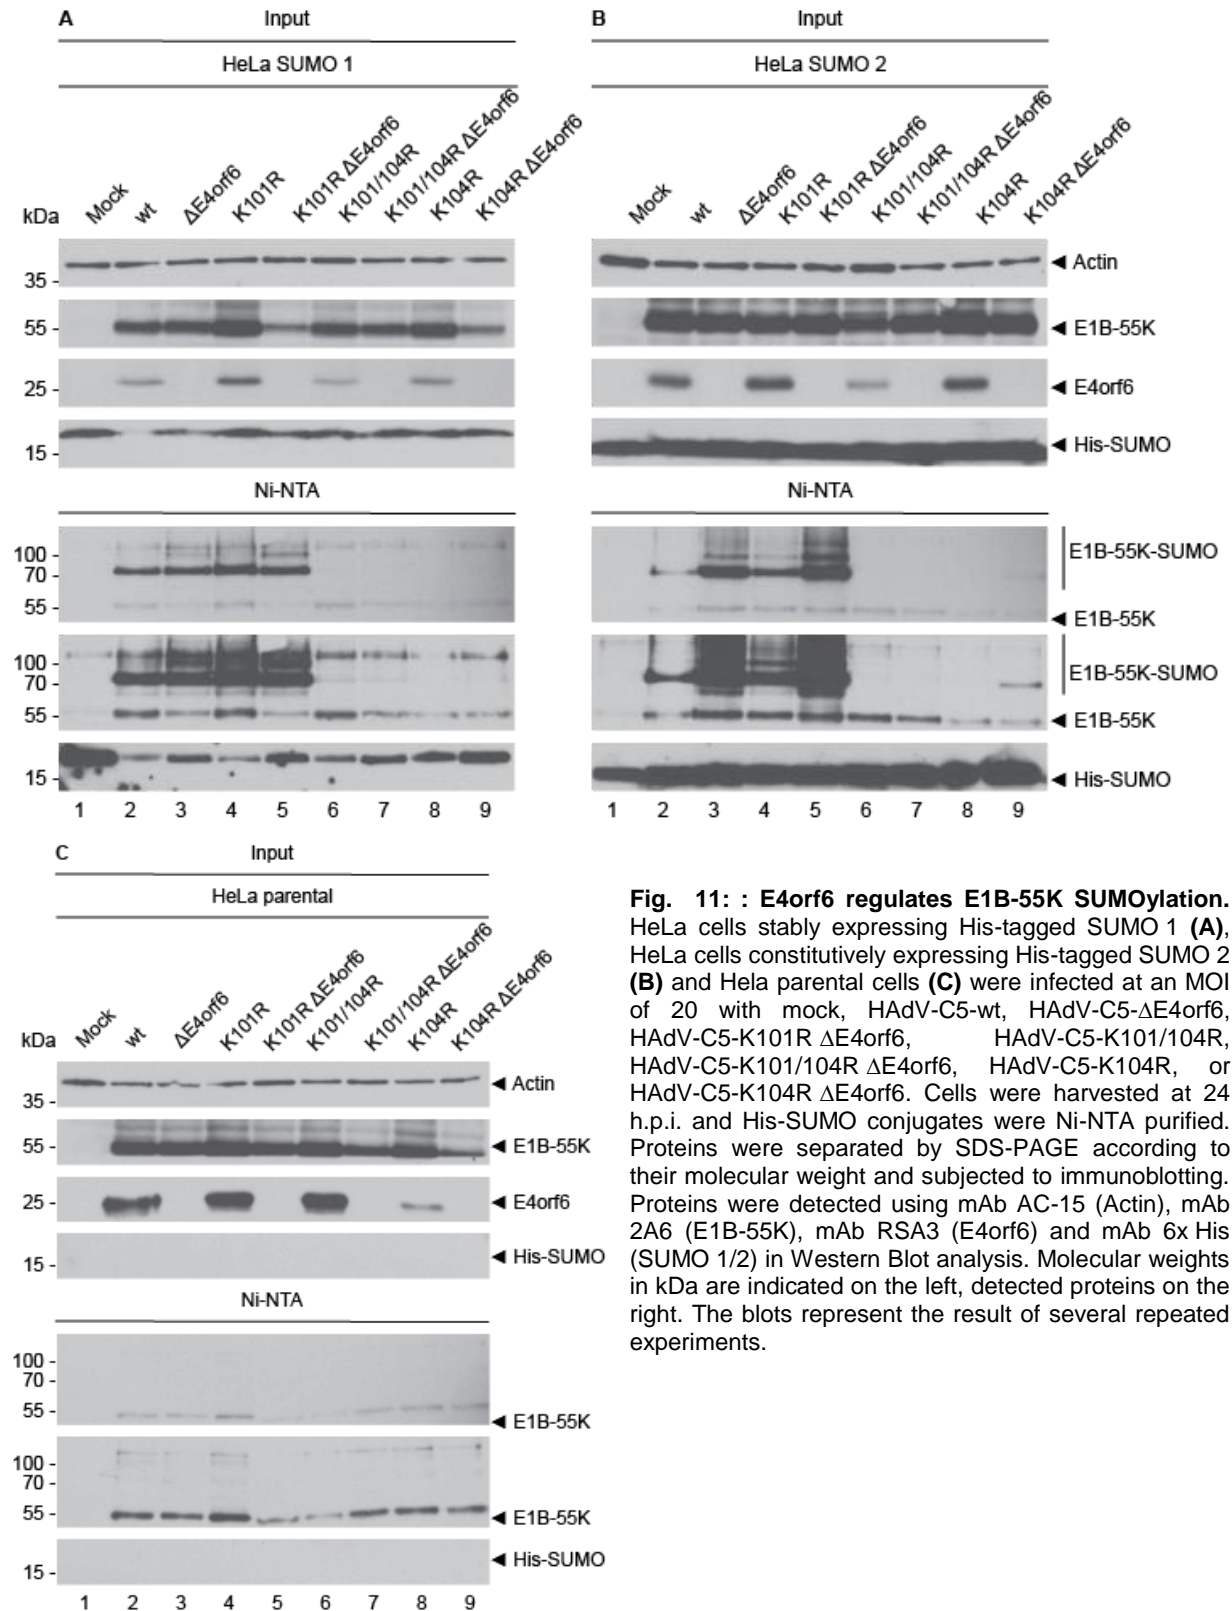 A
Input
HeLa SUMO 1
kDa
Mock
wt
ΔE4orf6
K101R
K101R ΔE4orf6
K101/104R
K101/104R ΔE4orf6
K104R
K104R ΔE4orf6
35 -
55 -
25 -
15 -
Ni-NTA
100 -
70 -
55 -
100 -
70 -
55 -
15 -
1 2 3 4 5 6 7 8 9
B
Input
HeLa SUMO 2
Mock
wt
ΔE4orf6
K101R
K101R ΔE4orf6
K101/104R
K101/104R ΔE4orf6
K104R
K104R ΔE4orf6
Actin
E1B-55K
E4orf6
His-SUMO
Ni-NTA
E1B-55K-SUMO
E1B-55K
E1B-55K-SUMO
E1B-55K
His-SUMO
1 2 3 4 5 6 7 8 9
C
Input
HeLa parental
kDa
Mock
wt
ΔE4orf6
K101R
K101R ΔE4orf6
K101/104R
K101/104R ΔE4orf6
K104R
K104R ΔE4orf6
35 -
Actin
55 -
E1B-55K
25 -
E4orf6
15 -
His-SUMO
Ni-NTA
100 -
70 -
55 -
E1B-55K
100 -
70 -
55 -
E1B-55K
15 -
His-SUMO
1 2 3 4 5 6 7 8 9
Fig. 11: : E4orf6 regulates E1B-55K SUMOylation.
HeLa cells stably expressing His-tagged SUMO 1 (A),
HeLa cells constitutively expressing His-tagged SUMO 2
(B) and Hela parental cells (C) were infected at an MOI
of 20 with mock, HAdV-C5-wt, HAdV-C5-ΔE4orf6,
HAdV-C5-K101R ΔE4orf6, HAdV-C5-K101/104R,
HAdV-C5-K101/104R ΔE4orf6, HAdV-C5-K104R, or
HAdV-C5-K104R ΔE4orf6. Cells were harvested at 24
h.p.i. and His-SUMO conjugates were Ni-NTA purified.
Proteins were separated by SDS-PAGE according to
their molecular weight and subjected to immunoblotting.
Proteins were detected using mAb AC-15 (Actin), mAb
2A6 (E1B-55K), mAb RSA3 (E4orf6) and mAb 6x His
(SUMO 1/2) in Western Blot analysis. Molecular weights
in kDa are indicated on the left, detected proteins on the
right. The blots represent the result of several repeated
experiments.